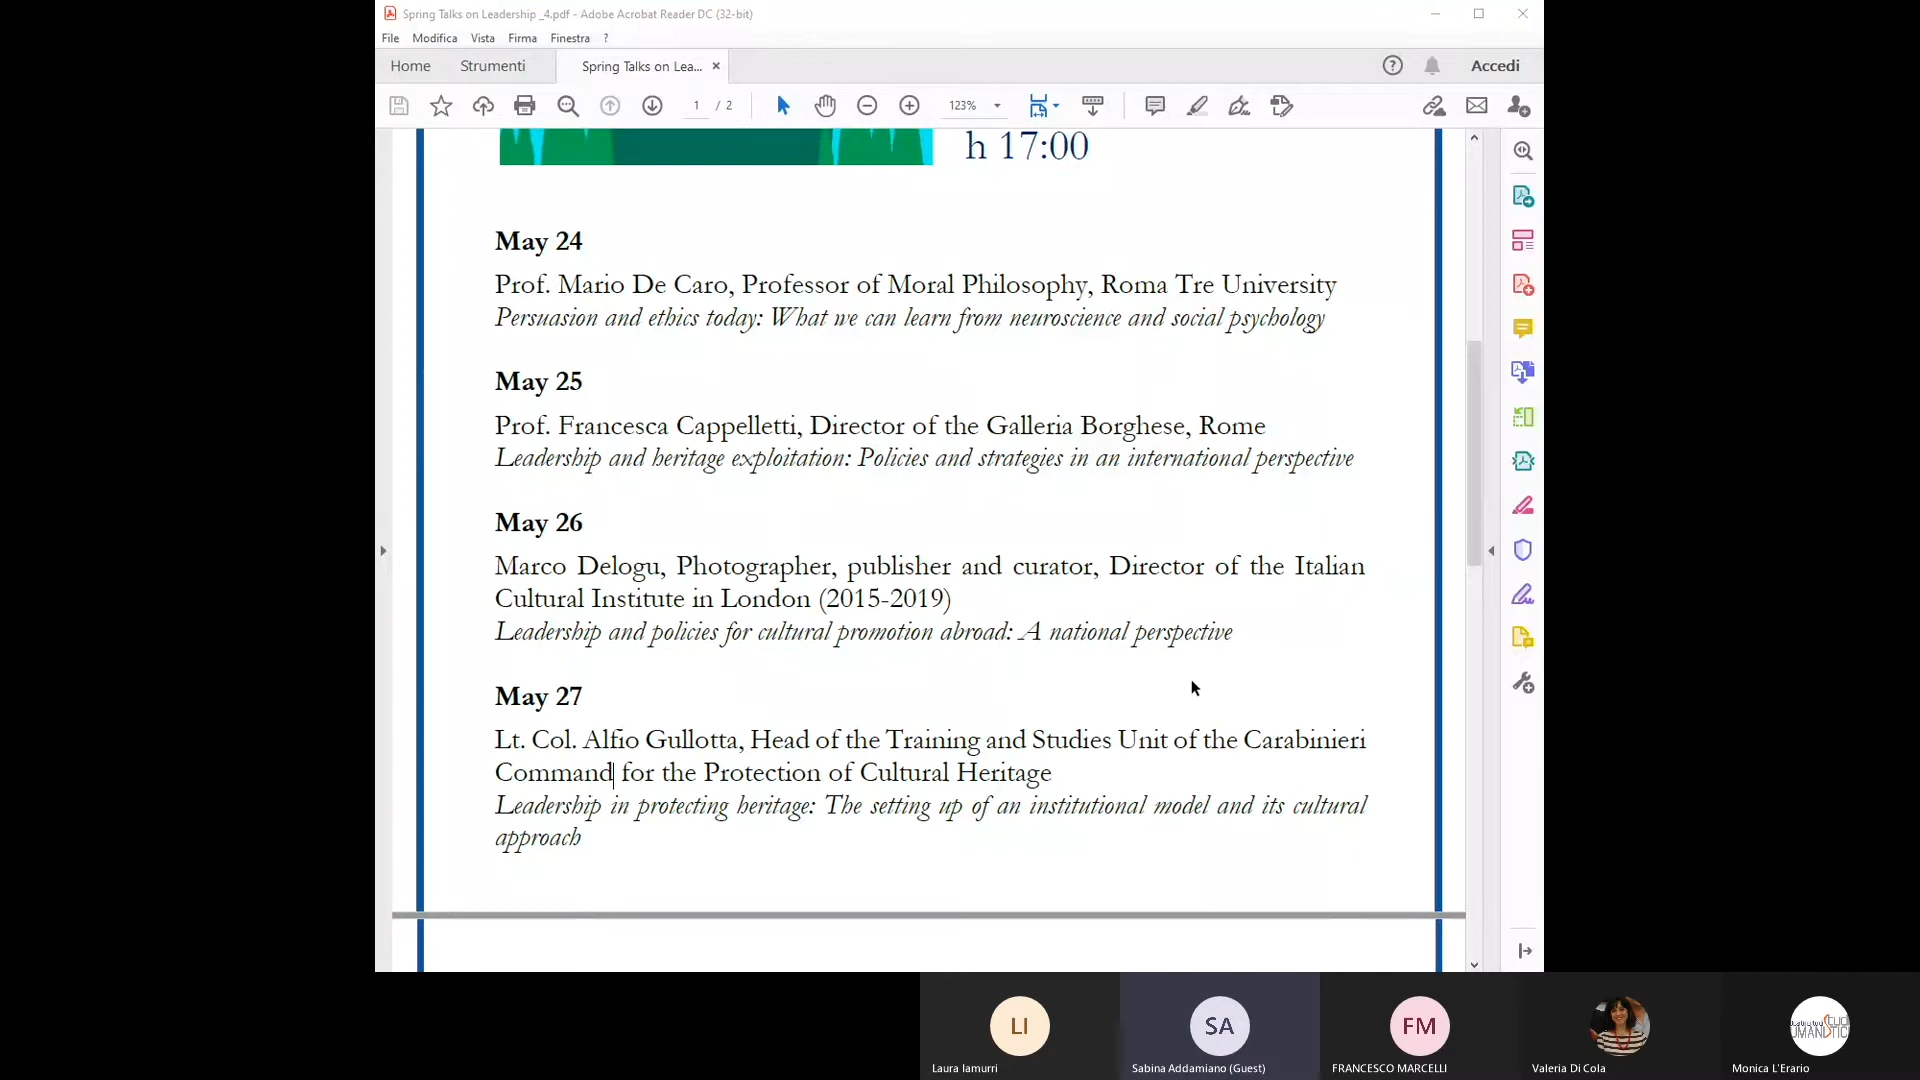 Spring Talks on Leadership _4.pdf - Adobe Acrobat Reader DC (32-bit)
File Modifica Vista Firma Finestra ?
Home Strumenti Spring Talks on Lea... × Accedi
1 / 2 123%
h 17:00
May 24
Prof. Mario De Caro, Professor of Moral Philosophy, Roma Tre University
Persuasion and ethics today: What we can learn from neuroscience and social psychology
May 25
Prof. Francesca Cappelletti, Director of the Galleria Borghese, Rome
Leadership and heritage exploitation: Policies and strategies in an international perspective
May 26
Marco Delogu, Photographer, publisher and curator, Director of the Italian
Cultural Institute in London (2015-2019)
Leadership and policies for cultural promotion abroad: A national perspective
May 27
Lt. Col. Alfio Gullotta, Head of the Training and Studies Unit of the Carabinieri
Command for the Protection of Cultural Heritage
Leadership in protecting heritage: The setting up of an institutional model and its cultural
approach
LI SA FM
Laura Iamurri Sabina Addamiano (Guest) FRANCESCO MARCELLI Valeria Di Cola Monica L'Erario